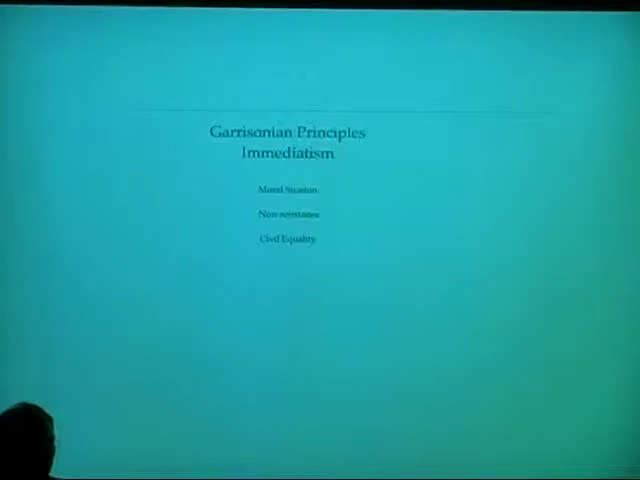 Garrisonian Principles
Immediatism
Moral Suasion
Non-resistance
Civil Equality